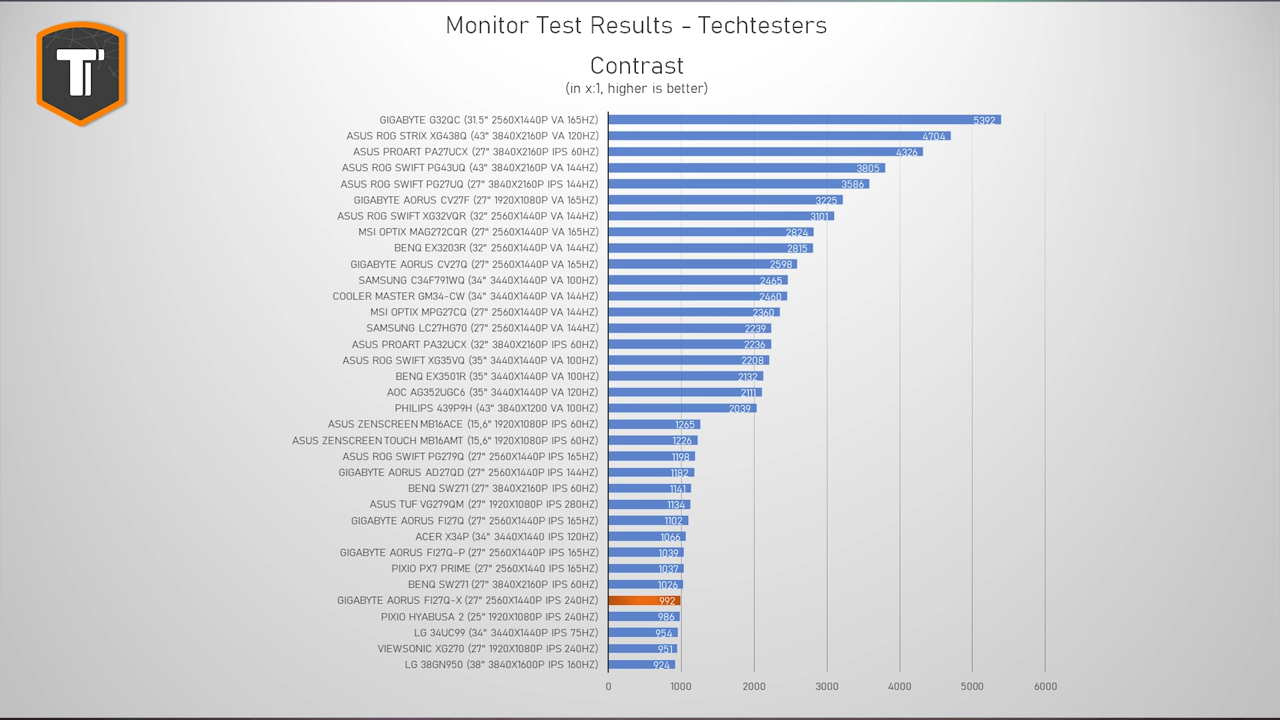 Monitor Test Results - Techtesters
Contrast
(in x:1, higher is better)
GIGABYTE G32QC (31.5" 2560X1440P VA 165HZ) 5392
ASUS ROG STRIX XG438Q (43" 3840X2160P VA 120HZ) 4704
ASUS PROART PA27UCX (27" 3840X2160P IPS 60HZ) 4326
ASUS ROG SWIFT PG43UQ (43" 3840X2160P VA 144HZ) 3805
ASUS ROG SWIFT PG27UQ (27" 3840X2160P IPS 144HZ) 3586
GIGABYTE AORUS CV27F (27" 1920X1080P VA 165HZ) 3225
ASUS ROG SWIFT XG32VQR (32" 2560X1440P VA 144HZ) 3101
MSI OPTIX MAG272CQR (27" 2560X1440P VA 165HZ) 2824
BENQ EX3203R (32" 2560X1440P VA 144HZ) 2815
GIGABYTE AORUS CV27Q (27" 2560X1440P VA 165HZ) 2598
SAMSUNG C34F791WQ (34" 3440X1440P VA 100HZ) 2465
COOLER MASTER GM34-CW (34" 3440X1440P VA 144HZ) 2460
MSI OPTIX MPG27CQ (27" 2560X1440P VA 144HZ) 2360
SAMSUNG LC27HG70 (27" 2560X1440P VA 144HZ) 2239
ASUS PROART PA32UCX (32" 3840X2160P IPS 60HZ) 2236
ASUS ROG SWIFT XG35VQ (35" 3440X1440P VA 100HZ) 2208
BENQ EX3501R (35" 3440X1440P VA 100HZ) 2132
AOC AG352UGC6 (35" 3440X1440P VA 120HZ) 2111
PHILIPS 439P9H (43" 3840X1200 VA 100HZ) 2039
ASUS ZENSCREEN MB16ACE (15,6" 1920X1080P IPS 60HZ) 1265
ASUS ZENSCREEN TOUCH MB16AMT (15,6" 1920X1080P IPS 60HZ) 1226
ASUS ROG SWIFT PG279Q (27" 2560X1440P IPS 165HZ) 1198
GIGABYTE AORUS AD27QD (27" 2560X1440P IPS 144HZ) 1182
BENQ SW271 (27" 3840X2160P IPS 60HZ) 1141
ASUS TUF VG279QM (27" 1920X1080P IPS 280HZ) 1134
GIGABYTE AORUS FI27Q (27" 2560X1440P IPS 165HZ) 1102
ACER X34P (34" 3440X1440 IPS 120HZ) 1066
GIGABYTE AORUS FI27Q-P (27" 2560X1440P IPS 165HZ) 1039
PIXIO PX7 PRIME (27" 2560X1440 IPS 165HZ) 1037
BENQ SW271 (27" 3840X2160P IPS 60HZ) 1026
GIGABYTE AORUS FI27Q-X (27" 2560X1440P IPS 240HZ) 992
PIXIO HYABUSA 2 (25" 1920X1080P IPS 240HZ) 986
LG 34UC99 (34" 3440X1440P IPS 75HZ) 954
VIEWSONIC XG270 (27" 1920X1080P IPS 240HZ) 951
LG 38GN950 (38" 3840X1600P IPS 160HZ) 924
0 1000 2000 3000 4000 5000 6000